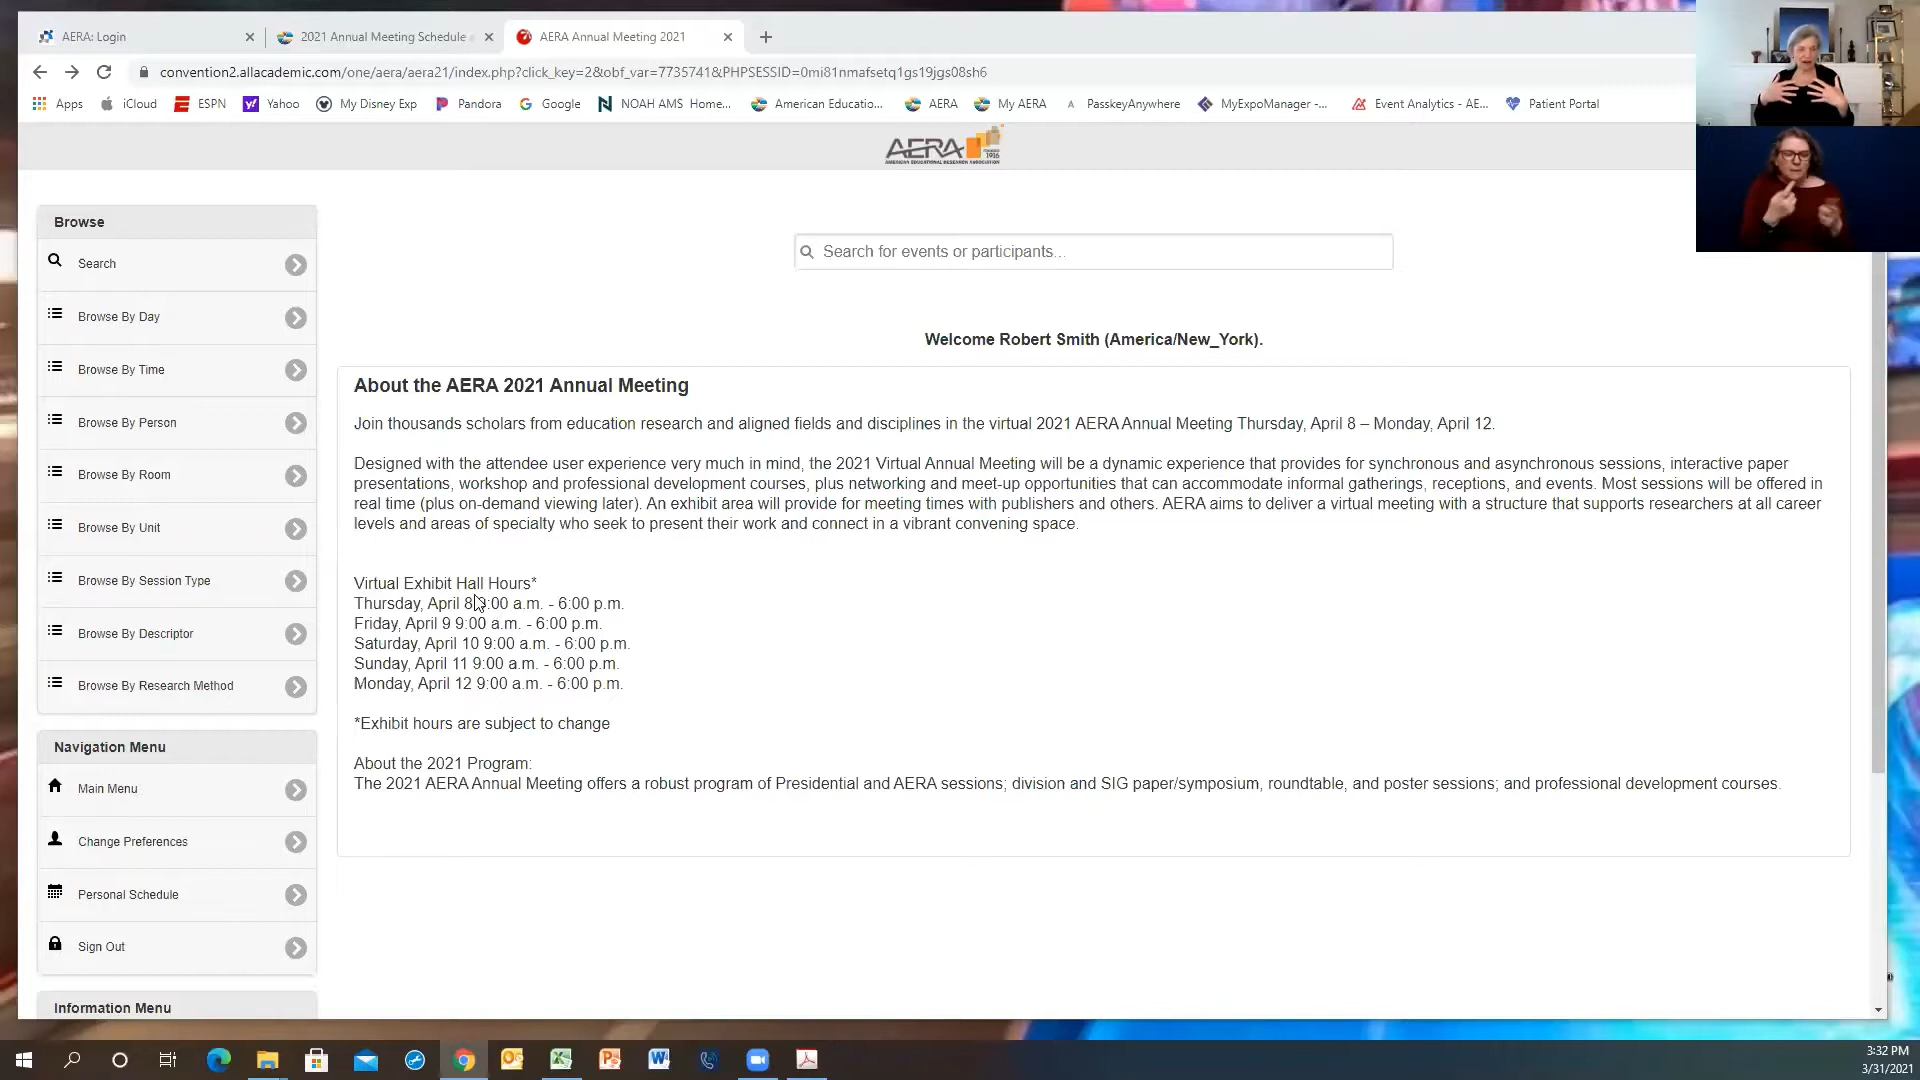 AERA: Login
2021 Annual Meeting Schedule
AERA Annual Meeting 2021
convention2.allacademic.com/one/aera/aera21/index.php?click_key=2&obf_var=7735741&PHPSESSID=0mi81nmafsetq1gs19jgs08sh6
Apps iCloud ESPN Yahoo My Disney Exp Pandora Google NOAH AMS Home... American Educatio... AERA My AERA PasskeyAnywhere MyExpoManager -... Event Analytics - AE... Patient Portal
AERA
AMERICAN EDUCATIONAL RESEARCH ASSOCIATION
FOUNDED
1916
Browse
Search
Browse By Day
Browse By Time
Browse By Person
Browse By Room
Browse By Unit
Browse By Session Type
Browse By Descriptor
Browse By Research Method
Navigation Menu
Main Menu
Change Preferences
Personal Schedule
Sign Out
Information Menu
Search for events or participants...
Welcome Robert Smith (America/New_York).
About the AERA 2021 Annual Meeting
Join thousands scholars from education research and aligned fields and disciplines in the virtual 2021 AERA Annual Meeting Thursday, April 8 – Monday, April 12.
Designed with the attendee user experience very much in mind, the 2021 Virtual Annual Meeting will be a dynamic experience that provides for synchronous and asynchronous sessions, interactive paper
presentations, workshop and professional development courses, plus networking and meet-up opportunities that can accommodate informal gatherings, receptions, and events. Most sessions will be offered in
real time (plus on-demand viewing later). An exhibit area will provide for meeting times with publishers and others. AERA aims to deliver a virtual meeting with a structure that supports researchers at all career
levels and areas of specialty who seek to present their work and connect in a vibrant convening space.
Virtual Exhibit Hall Hours*
Thursday, April 8 9:00 a.m. - 6:00 p.m.
Friday, April 9 9:00 a.m. - 6:00 p.m.
Saturday, April 10 9:00 a.m. - 6:00 p.m.
Sunday, April 11 9:00 a.m. - 6:00 p.m.
Monday, April 12 9:00 a.m. - 6:00 p.m.
*Exhibit hours are subject to change
About the 2021 Program:
The 2021 AERA Annual Meeting offers a robust program of Presidential and AERA sessions; division and SIG paper/symposium, roundtable, and poster sessions; and professional development courses.
3:32 PM
3/31/2021